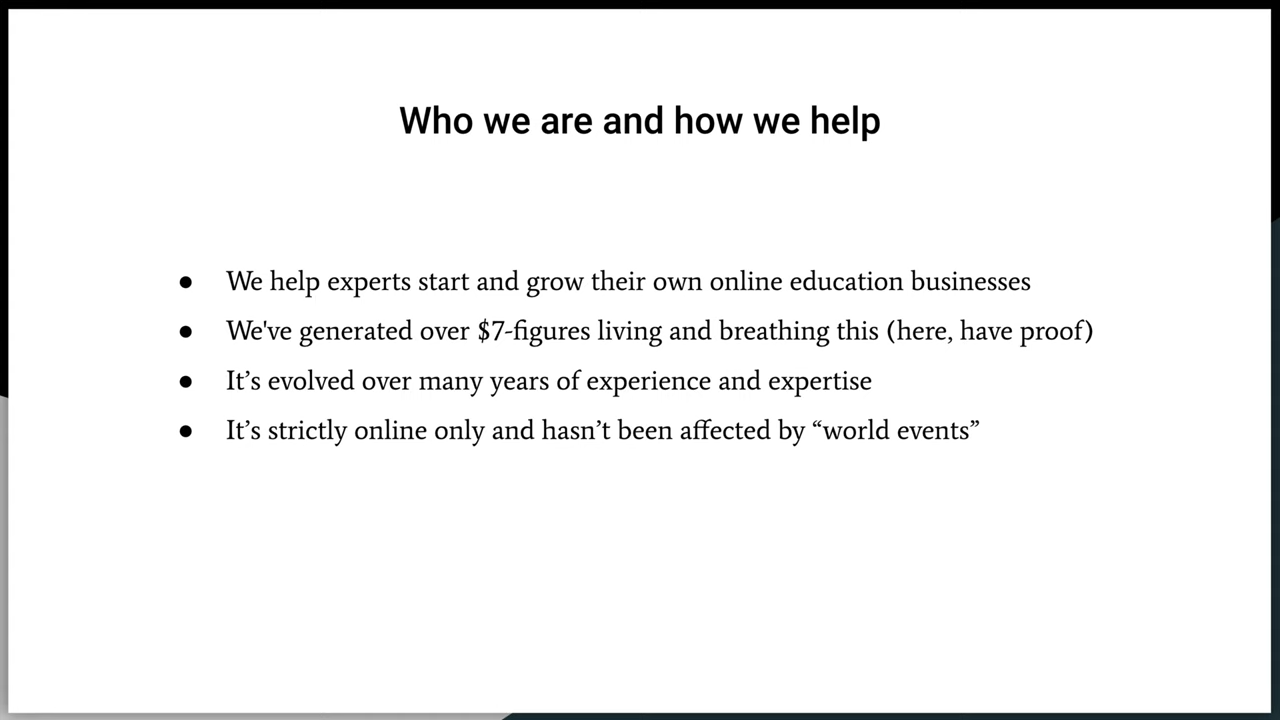 Who we are and how we help
● We help experts start and grow their own online education businesses
● We've generated over $7-figures living and breathing this (here, have proof)
● It’s evolved over many years of experience and expertise
● It’s strictly online only and hasn’t been affected by “world events”